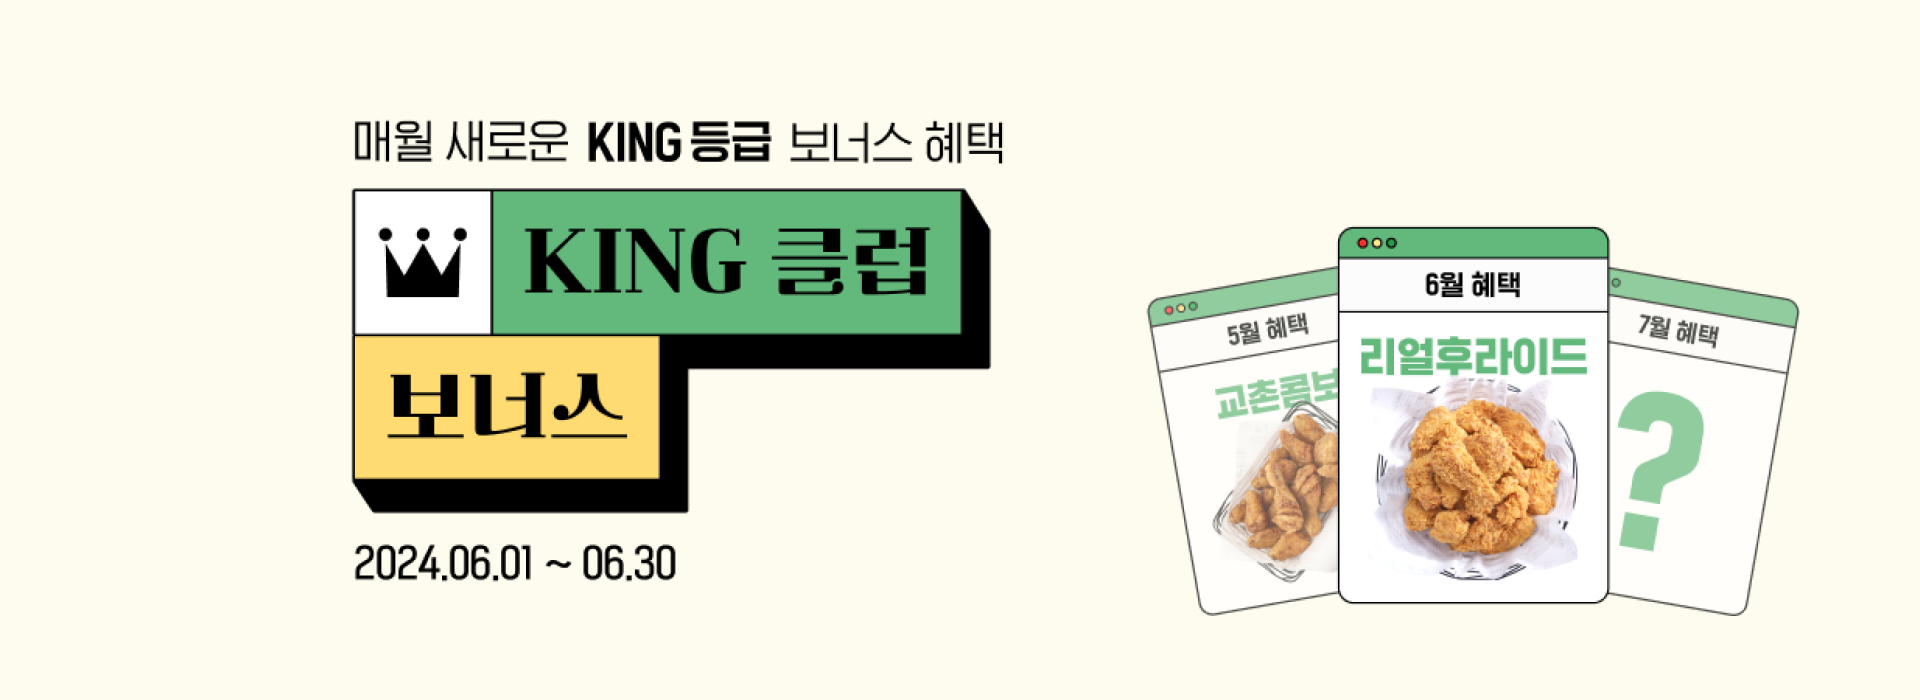 매월 새로운 KING 등급 보너스 혜택
KING 클럽
보너스
2024.06.01 ~ 06.30
5월 혜택
교촌콤보
6월 혜택
리얼후라이드
7월 혜택
?